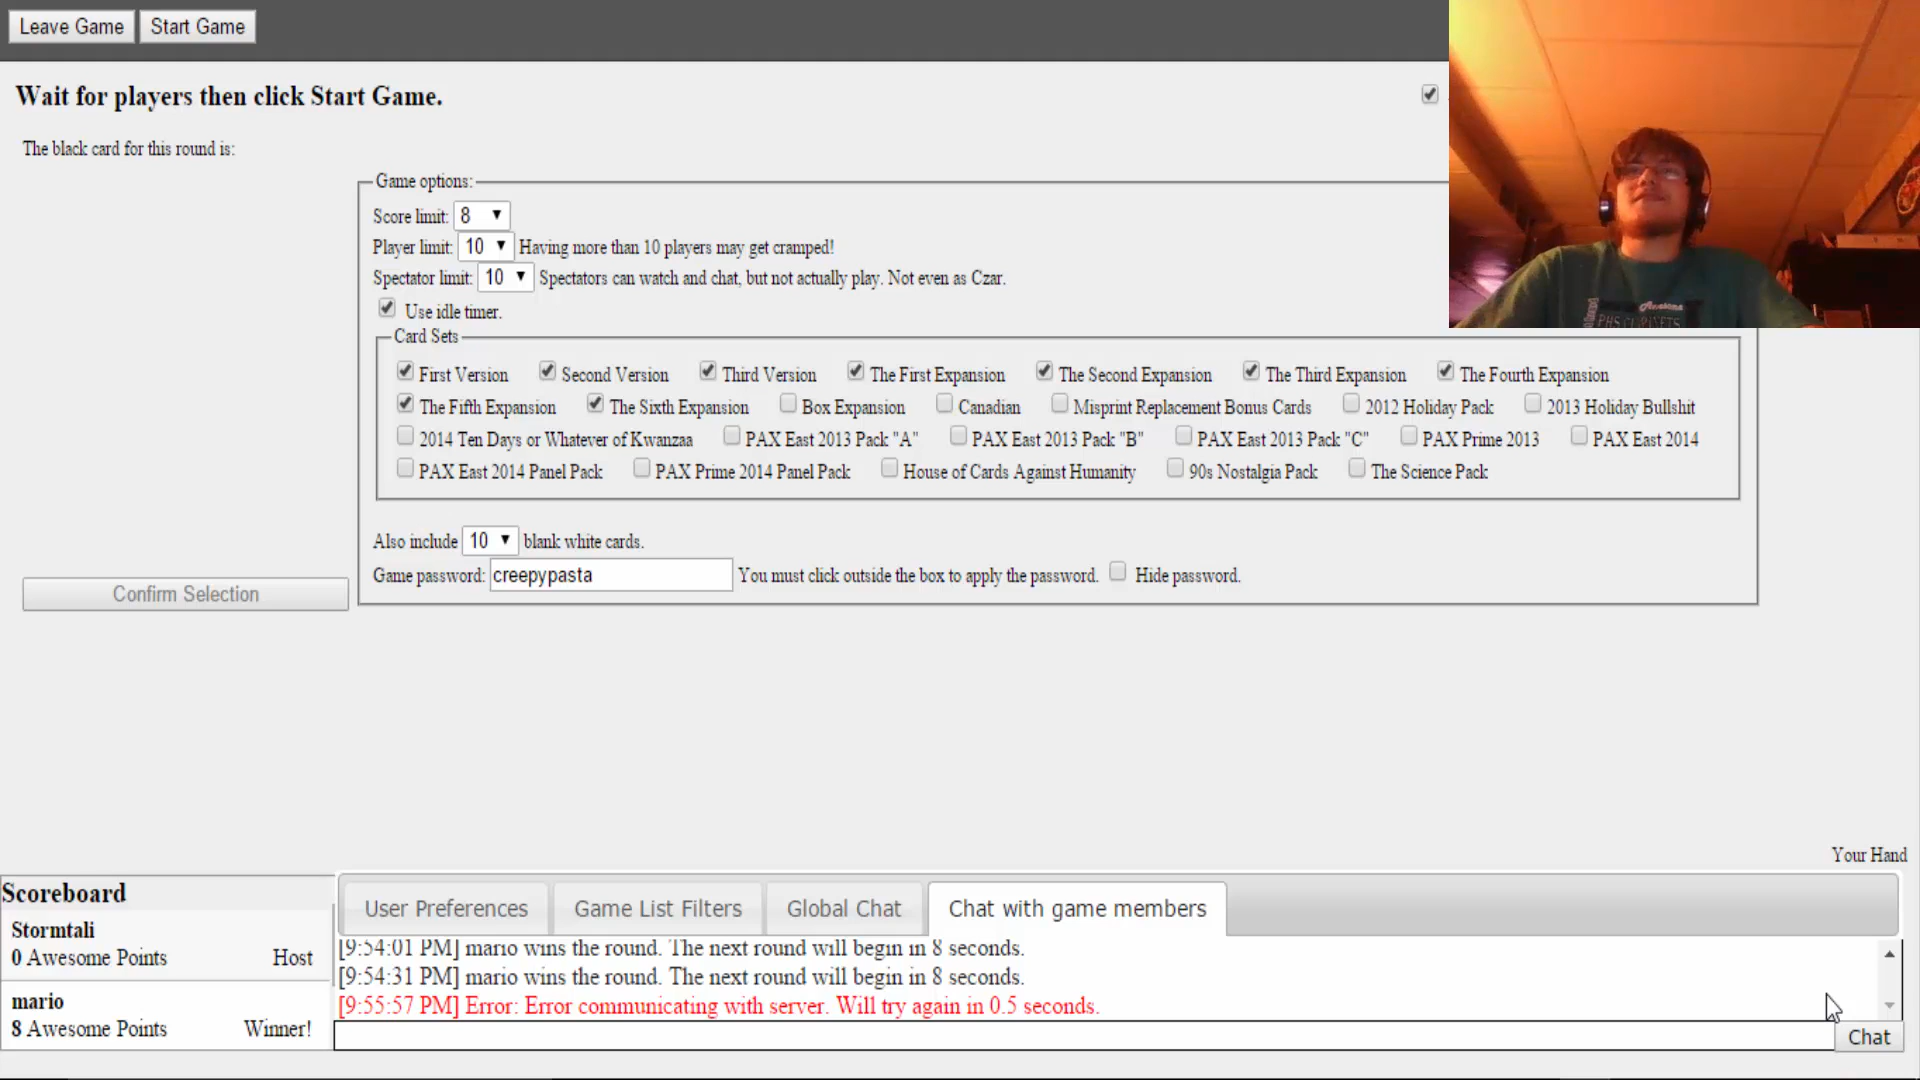 Leave Game Start Game
Wait for players then click Start Game.
The black card for this round is:
Game options:
Score limit: 8
Player limit: 10 Having more than 10 players may get cramped!
Spectator limit: 10 Spectators can watch and chat, but not actually play. Not even as Czar.
Use idle timer.
Card Sets
First Version Second Version Third Version The First Expansion The Second Expansion The Third Expansion The Fourth Expansion
The Fifth Expansion The Sixth Expansion Box Expansion Canadian Misprint Replacement Bonus Cards 2012 Holiday Pack 2013 Holiday Bullshit
2014 Ten Days or Whatever of Kwanzaa PAX East 2013 Pack "A" PAX East 2013 Pack "B" PAX East 2013 Pack "C" PAX Prime 2013 PAX East 2014
PAX East 2014 Panel Pack PAX Prime 2014 Panel Pack House of Cards Against Humanity 90s Nostalgia Pack The Science Pack
Also include 10 blank white cards.
Game password: creepypasta You must click outside the box to apply the password. Hide password.
Confirm Selection
Your Hand
Scoreboard
Stormtali
0 Awesome Points Host
mario
8 Awesome Points Winner!
User Preferences Game List Filters Global Chat Chat with game members
[9:54:01 PM] mario wins the round. The next round will begin in 8 seconds.
[9:54:31 PM] mario wins the round. The next round will begin in 8 seconds.
[9:55:57 PM] Error: Error communicating with server. Will try again in 0.5 seconds.
Chat